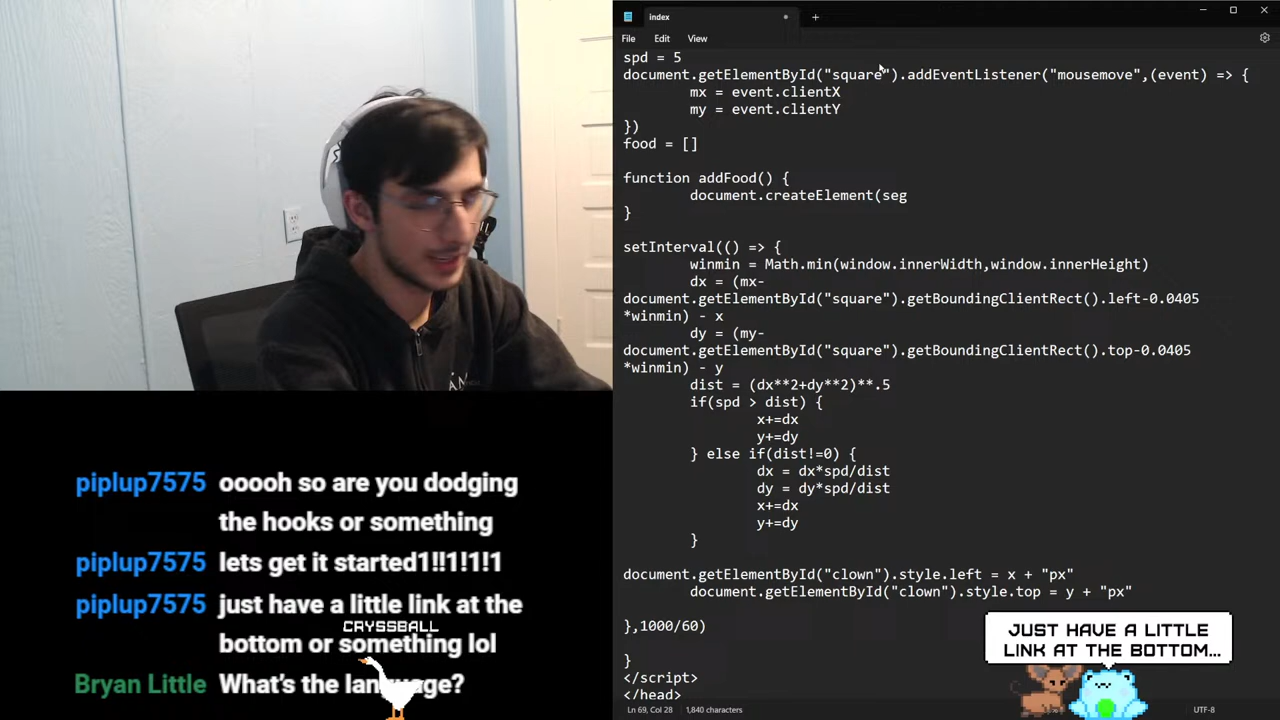 index
File
Edit
View
spd = 5
document.getElementById("square").addEventListener("mousemove",(event) => {
mx = event.clientX
my = event.clientY
})
food = []
function addFood() {
document.createElement(seg
}
setInterval(() => {
winmin = Math.min(window.innerWidth,window.innerHeight)
dx = (mx-
document.getElementById("square").getBoundingClientRect().left-0.0405
*winmin) - x
dy = (my-
document.getElementById("square").getBoundingClientRect().top-0.0405
*winmin) - y
dist = (dx**2+dy**2)**.5
if(spd > dist) {
x+=dx
y+=dy
} else if(dist!=0) {
dx = dx*spd/dist
dy = dy*spd/dist
x+=dx
y+=dy
}
document.getElementById("clown").style.left = x + "px"
document.getElementById("clown").style.top = y + "px"
},1000/60)
}
</script>
</head>
Ln 69, Col 28
1,840 characters
UTF-8
piplup7575 ooooh so are you dodging
the hooks or something
piplup7575 lets get it started1!!1!1!1
piplup7575 just have a little link at the
bottom or something lol
Bryan Little What's the language?
CRYSSBALL
JUST HAVE A LITTLE
LINK AT THE BOTTOM...